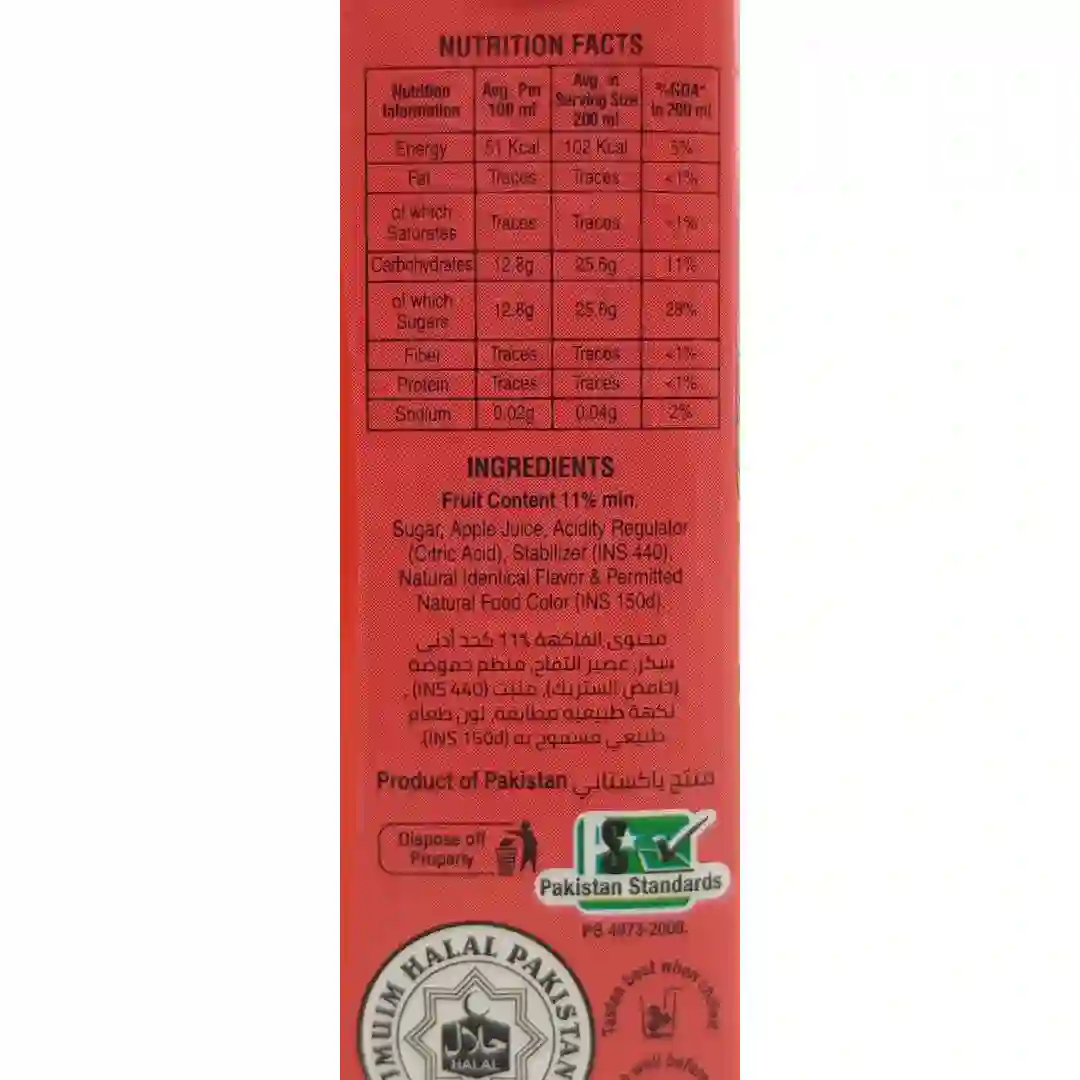 NUTRITION FACTS
Nutrition Information | Avg. Per 100 ml | Avg. in Serving Size 200 ml | %GDA* in 200 ml
Energy | 51 Kcal | 102 Kcal | 5%
Fat | Traces | Traces | <1%
of which Saturates | Traces | Traces | <1%
Carbohydrates | 12.8g | 25.6g | 11%
of which Sugars | 12.8g | 25.6g | 28%
Fiber | Traces | Traces | <1%
Protein | Traces | Traces | <1%
Sodium | 0.02g | 0.04g | 2%
INGREDIENTS
Fruit Content 11% min.
Sugar, Apple Juice, Acidity Regulator
(Citric Acid), Stabilizer (INS 440),
Natural Identical Flavor & Permitted
Natural Food Color (INS 150d).
محتوى الفاكهة ١١% كحد أدنى
سكر, عصير التفاح, منظم حموضة
(حامض الستريك), مثبت (INS 440),
نكهة طبيعية مطابقة, لون طعام
طبيعي مسموح به (INS 150d).
Product of Pakistan منتج باكستاني
Dispose off
Properly
Pakistan Standards
PS 4973-2008.
HALAL PAKISTAN
حلال
HALAL
Tastes best when
well before